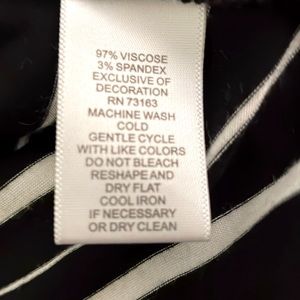 97% VISCOSE
3% SPANDEX
EXCLUSIVE OF
DECORATION
RN 73163
MACHINE WASH
COLD
GENTLE CYCLE
WITH LIKE COLORS
DO NOT BLEACH
RESHAPE AND
DRY FLAT
COOL IRON
IF NECESSARY
OR DRY CLEAN